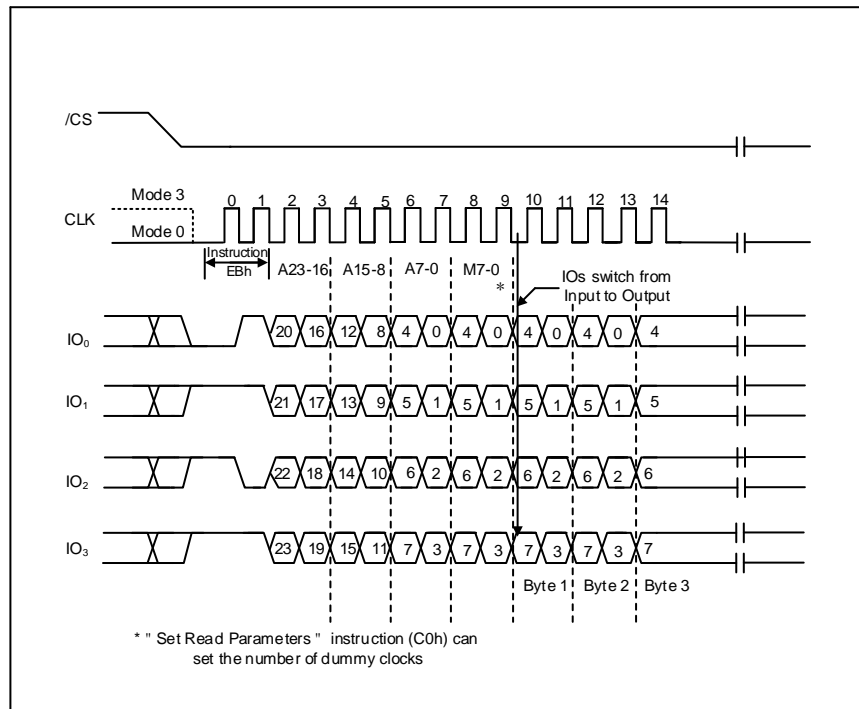 /CS
Mode 3
0 1 2 3 4 5 6 7 8 9 10 11 12 13 14
CLK
Mode 0
Instruction
EBh
A23-16 A15-8 A7-0 M7-0
*
IOs switch from
Input to Output
IO0
20 16 12 8 4 0 4 0 4 0 4 0 4
IO1
21 17 13 9 5 1 5 1 5 1 5 1 5
IO2
22 18 14 10 6 2 6 2 6 2 6 2 6
IO3
23 19 15 11 7 3 7 3 7 3 7 3 7
Byte 1 Byte 2 Byte 3
* " Set Read Parameters " instruction (C0h) can
set the number of dummy clocks